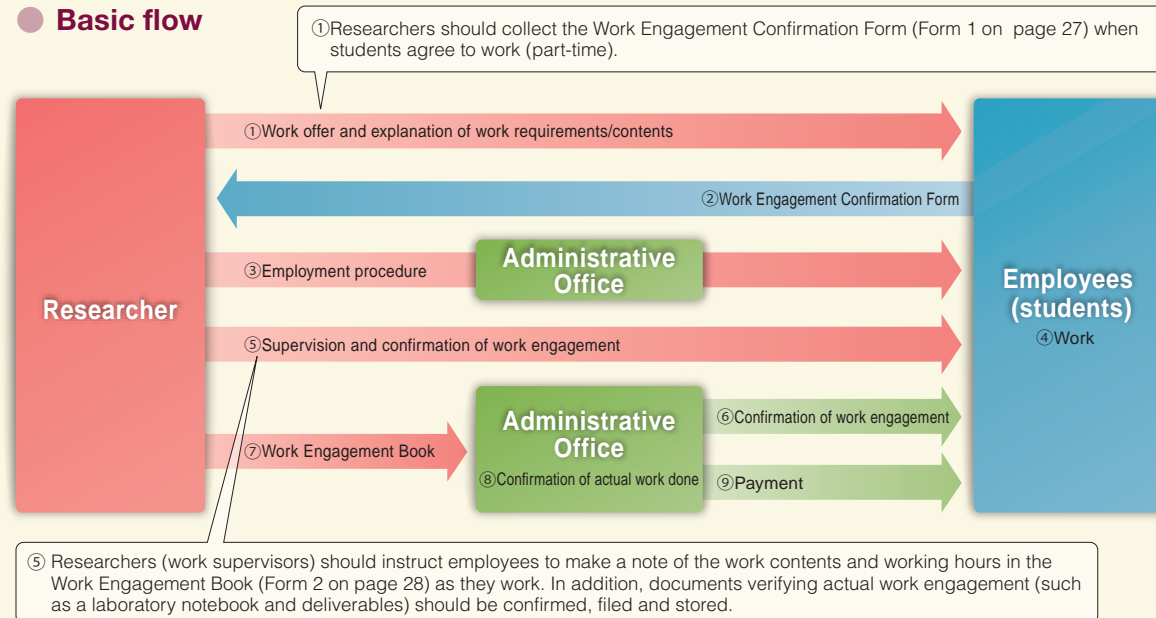 Basic flow
①Researchers should collect the Work Engagement Confirmation Form (Form 1 on page 27) when
students agree to work (part-time).
①Work offer and explanation of work requirements/contents
②Work Engagement Confirmation Form
③Employment procedure
Administrative
Office
Researcher
Employees
(students)
④Work
⑤Supervision and confirmation of work engagement
Administrative
Office
⑥Confirmation of work engagement
⑦Work Engagement Book
⑧Confirmation of actual work done
⑨Payment
⑤ Researchers (work supervisors) should instruct employees to make a note of the work contents and working hours in the
Work Engagement Book (Form 2 on page 28) as they work. In addition, documents verifying actual work engagement (such
as a laboratory notebook and deliverables) should be confirmed, filed and stored.